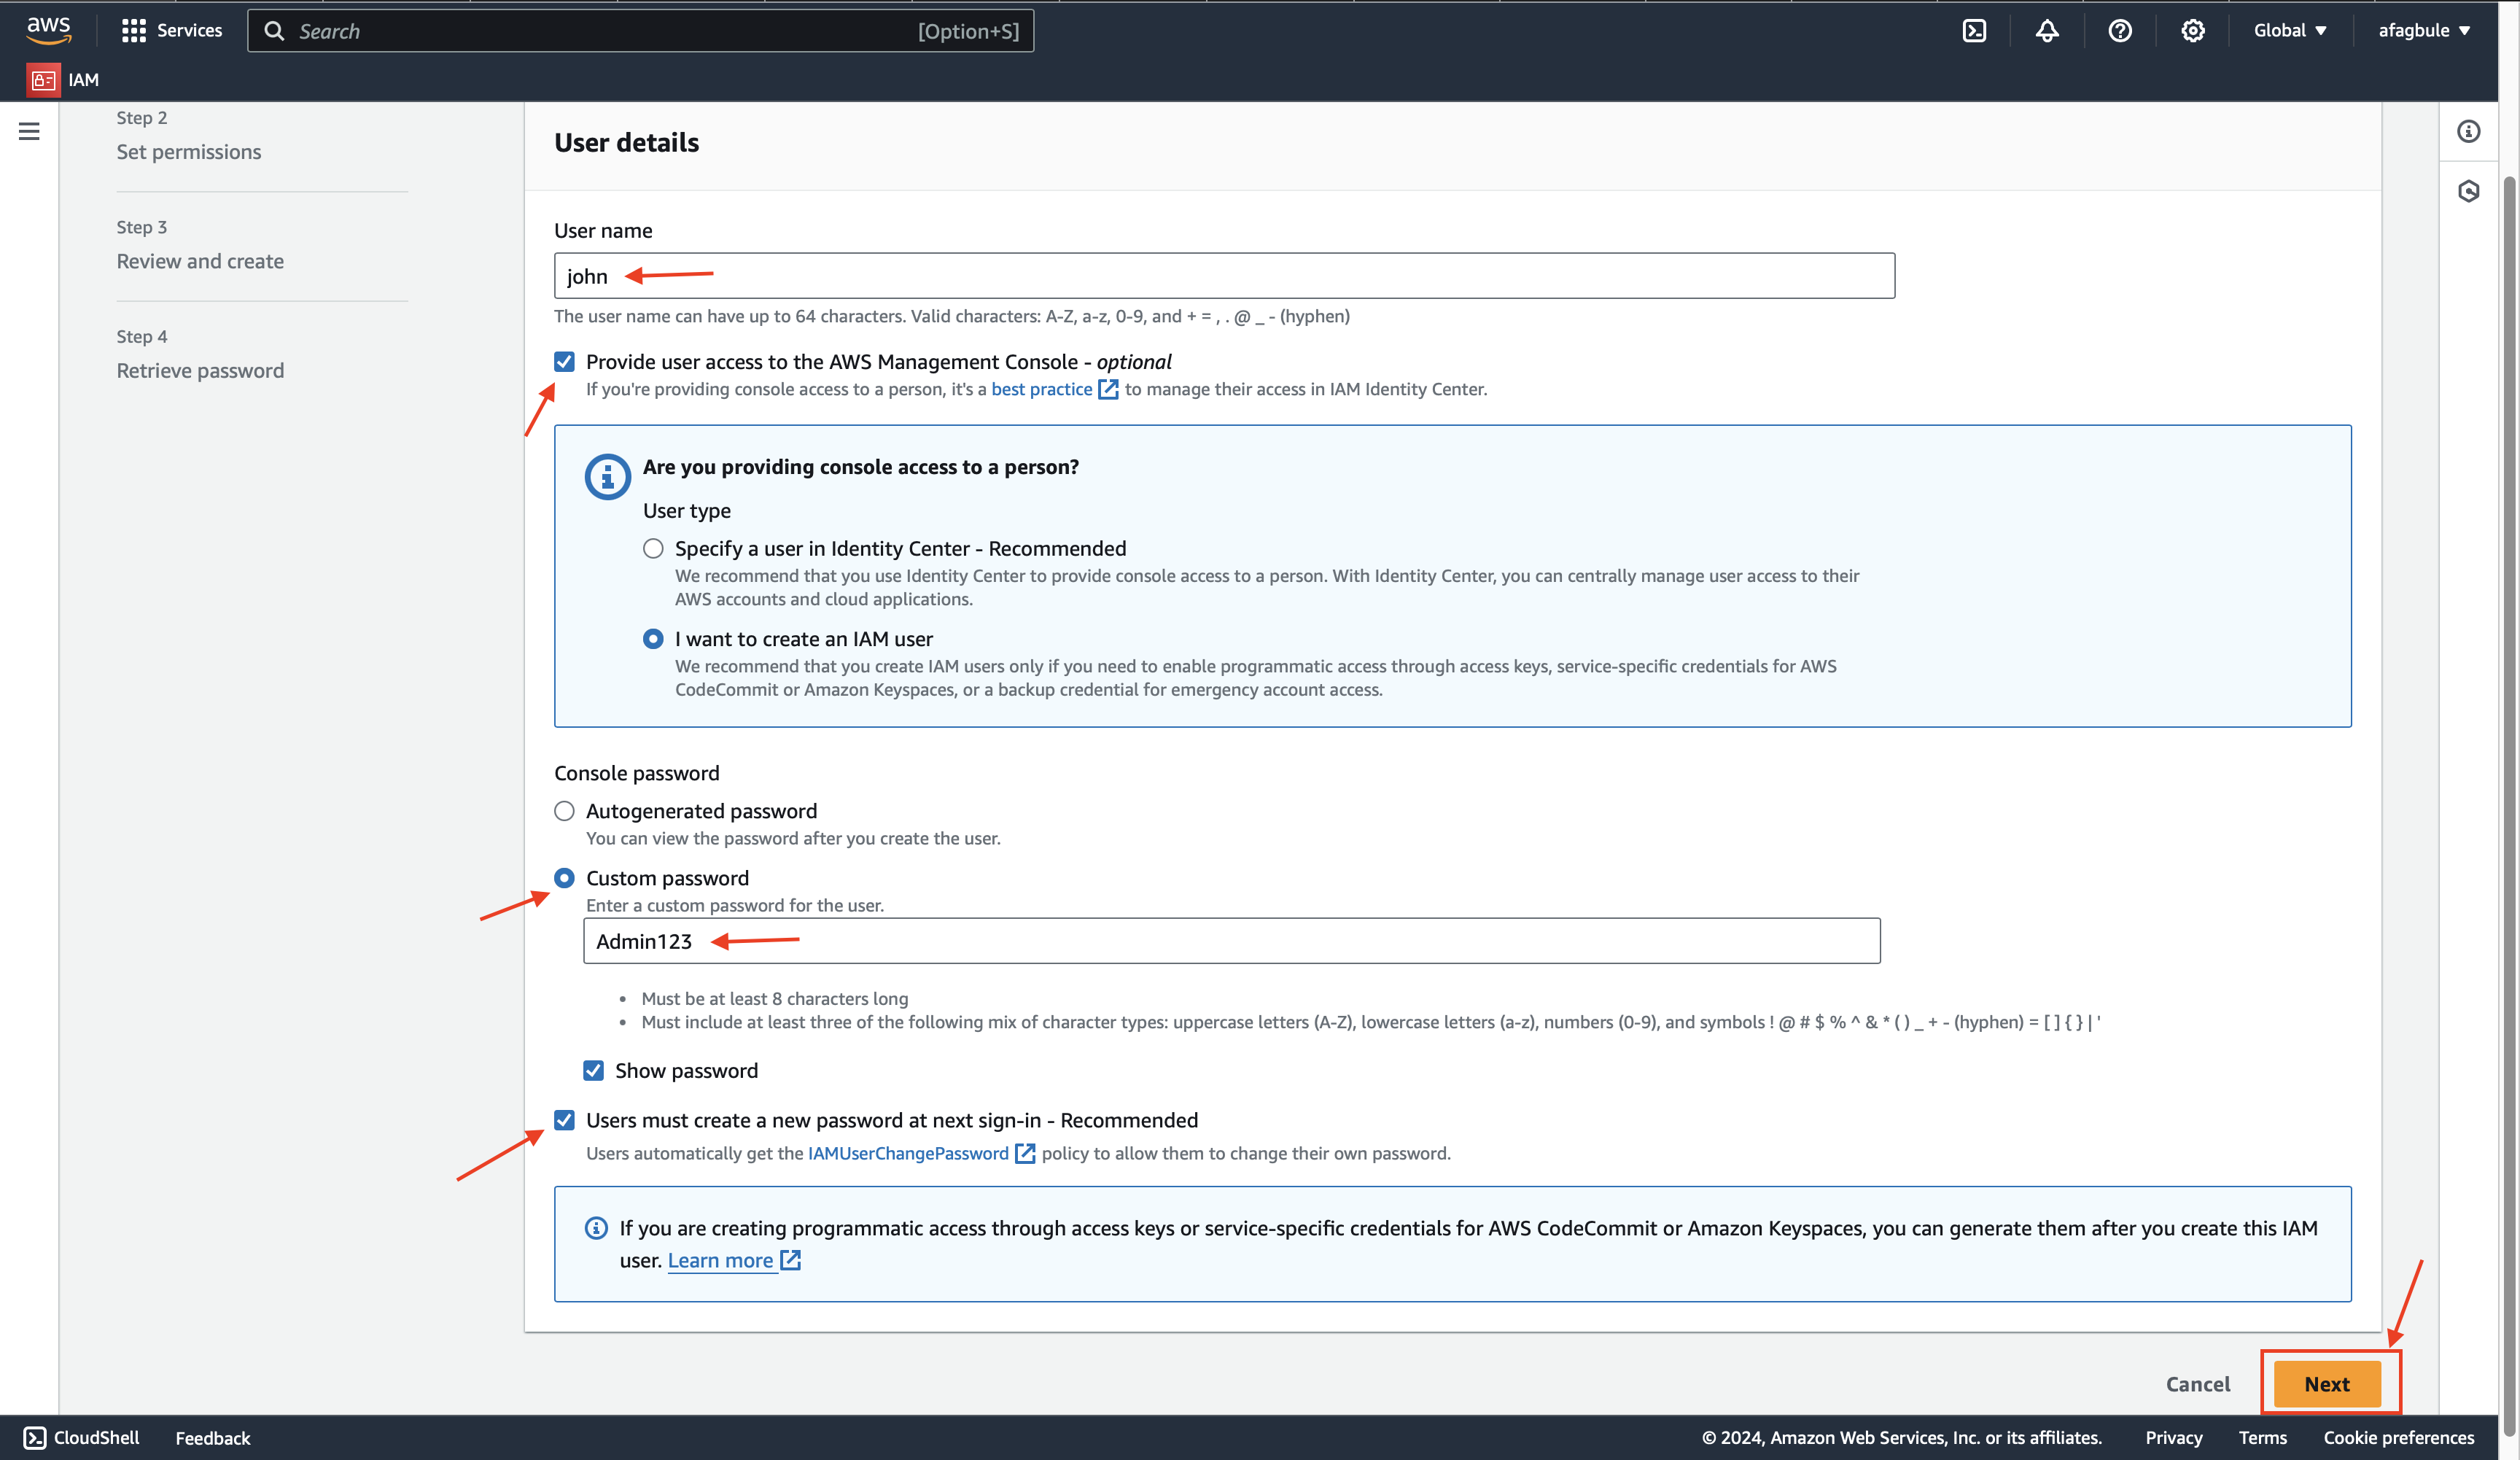 aws
Services
Search
[Option+S]
Global
afagbule
IAM
Step 2
Set permissions
Step 3
Review and create
Step 4
Retrieve password
User details
User name
john
The user name can have up to 64 characters. Valid characters: A-Z, a-z, 0-9, and + = , . @ _ - (hyphen)
Provide user access to the AWS Management Console - optional
If you're providing console access to a person, it's a best practice to manage their access in IAM Identity Center.
Are you providing console access to a person?
User type
Specify a user in Identity Center - Recommended
We recommend that you use Identity Center to provide console access to a person. With Identity Center, you can centrally manage user access to their
AWS accounts and cloud applications.
I want to create an IAM user
We recommend that you create IAM users only if you need to enable programmatic access through access keys, service-specific credentials for AWS
CodeCommit or Amazon Keyspaces, or a backup credential for emergency account access.
Console password
Autogenerated password
You can view the password after you create the user.
Custom password
Enter a custom password for the user.
Admin123
• Must be at least 8 characters long
• Must include at least three of the following mix of character types: uppercase letters (A-Z), lowercase letters (a-z), numbers (0-9), and symbols ! @ # $ % ^ & * ( ) _ + - (hyphen) = [ ] { } | '
Show password
Users must create a new password at next sign-in - Recommended
Users automatically get the IAMUserChangePassword policy to allow them to change their own password.
If you are creating programmatic access through access keys or service-specific credentials for AWS CodeCommit or Amazon Keyspaces, you can generate them after you create this IAM
user. Learn more
Cancel
Next
CloudShell
Feedback
© 2024, Amazon Web Services, Inc. or its affiliates.
Privacy
Terms
Cookie preferences